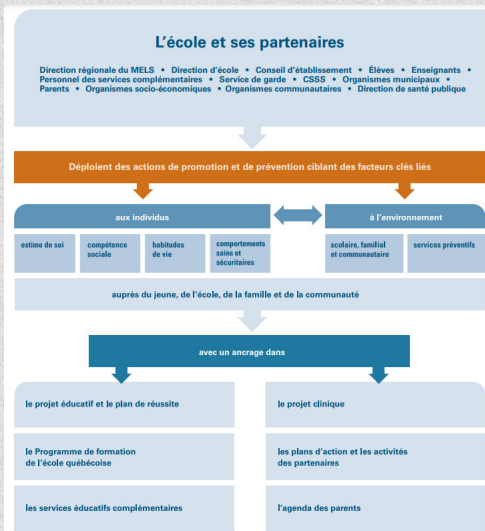 L'école et ses partenaires
Direction régionale du MELS • Direction d'école • Conseil d'établissement • Élèves • Enseignants •
Personnel des services complémentaires • Service de garde • CSSS • Organismes municipaux •
Parents • Organismes socio-économiques • Organismes communautaires • Direction de santé publique
Déploient des actions de promotion et de prévention ciblant des facteurs clés liés
aux individus
à l'environnement
estime de soi
compétence
sociale
habitudes
de vie
comportements
sains et
sécuritaires
scolaire, familial
et communautaire
services préventifs
auprès du jeune, de l'école, de la famille et de la communauté
avec un ancrage dans
le projet éducatif et le plan de réussite
le projet clinique
le Programme de formation
de l'école québécoise
les plans d'action et les activités
des partenaires
les services éducatifs complémentaires
l'agenda des parents